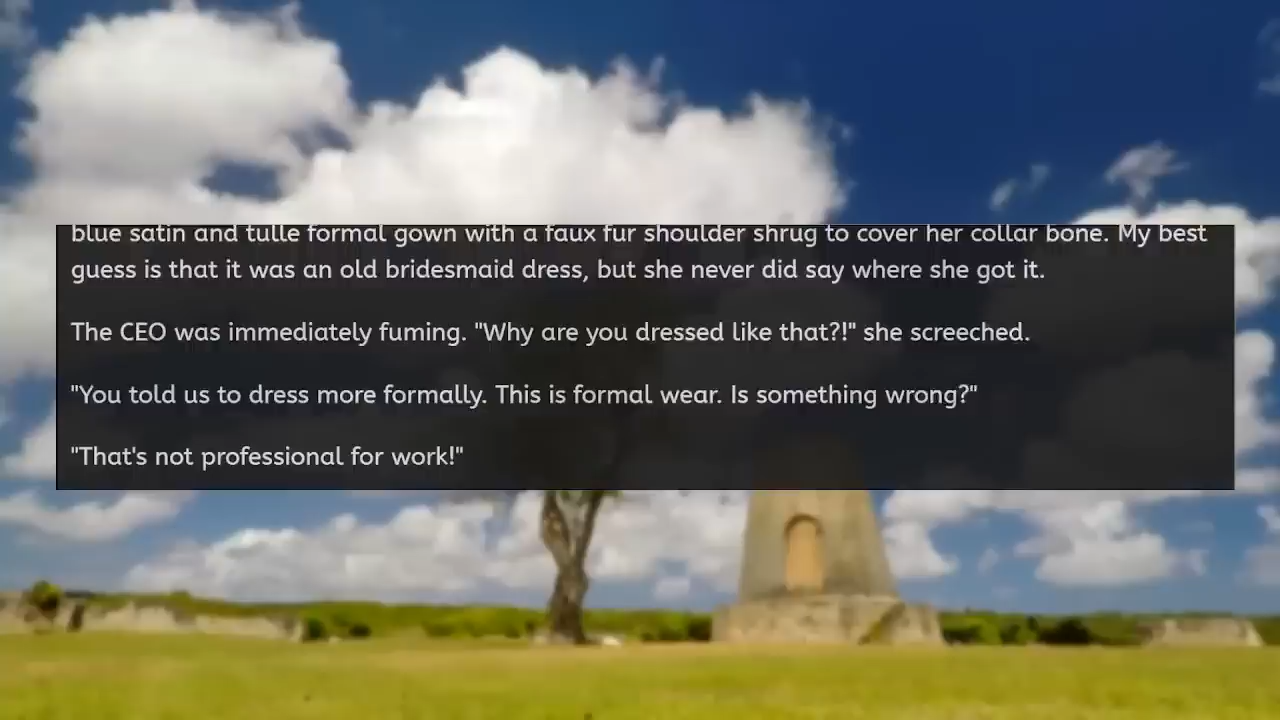 blue satin and tulle formal gown with a faux fur shoulder shrug to cover her collar bone. My best
guess is that it was an old bridesmaid dress, but she never did say where she got it.
The CEO was immediately fuming. "Why are you dressed like that?!" she screeched.
"You told us to dress more formally. This is formal wear. Is something wrong?"
"That's not professional for work!"